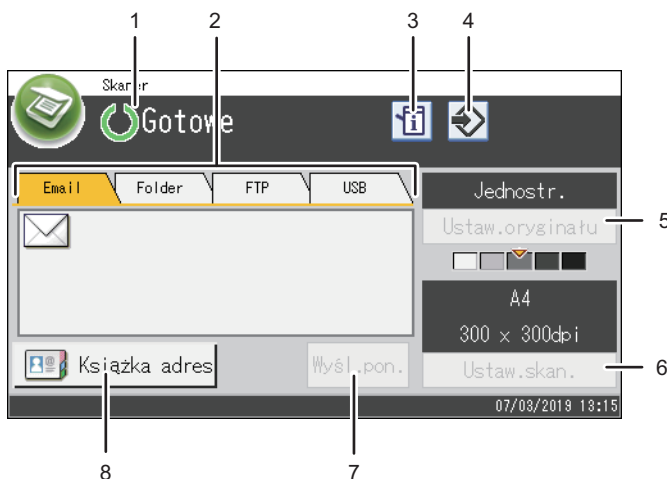 1 2 3 4
Skaner
Gotowe
Email Folder FTP USB
Jednostr.
Ustaw.oryginału
5
A4
300 × 300dpi
Książka adres
Wyśl.pon.
Ustaw.skan.
6
07/03/2019 13:15
8 7